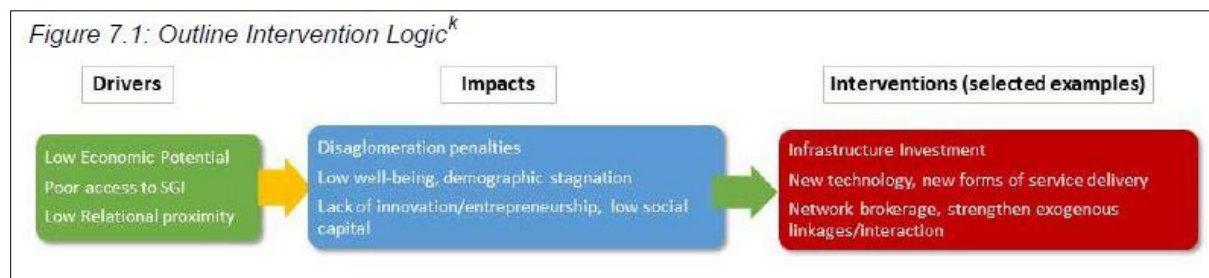 Figure 7.1: Outline Intervention Logic^k
Drivers
Impacts
Interventions (selected examples)
Low Economic Potential
Poor access to SGI
Low Relational proximity
Disaglomeration penalties
Low well-being, demographic stagnation
Lack of innovation/entrepreneurship, low social
capital
Infrastructure Investment
New technology, new forms of service delivery
Network brokerage, strengthen exogenous
linkages/interaction